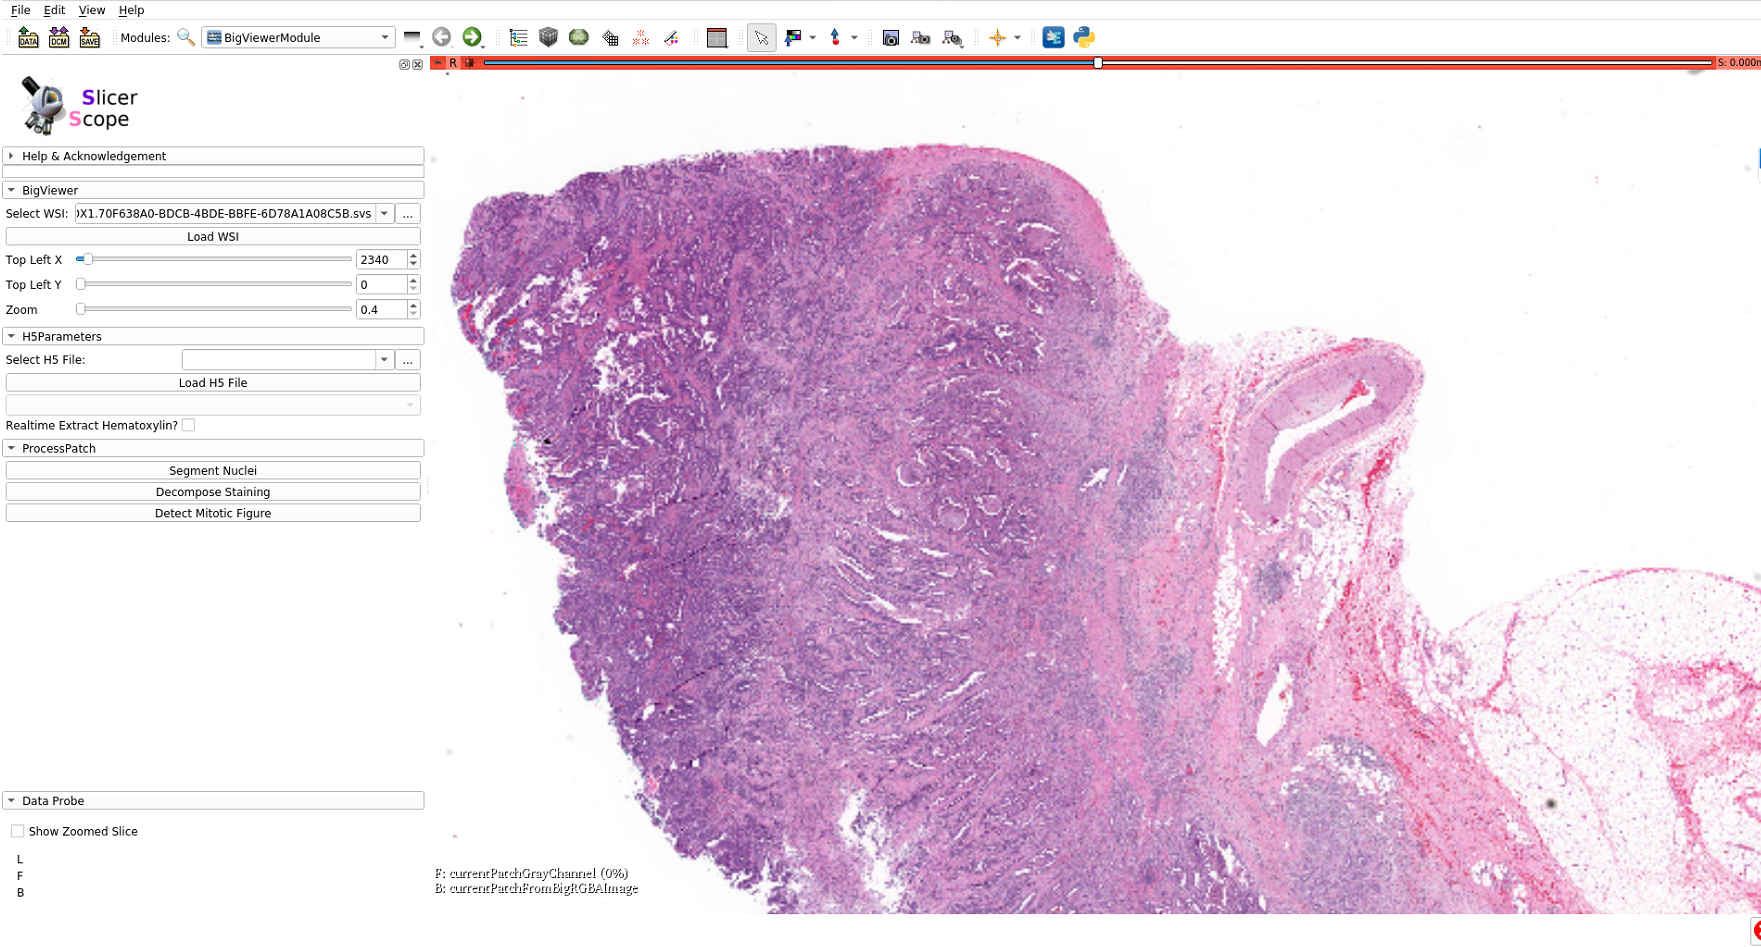 File Edit View Help
DATA DCM SAVE Modules: BigViewerModule
R S: 0.000
Slicer
Scope
Help & Acknowledgement
BigViewer
Select WSI: X1.70F638A0-BDCB-4BDE-BBFE-6D78A1A08C5B.svs ...
Load WSI
Top Left X 2340
Top Left Y 0
Zoom 0.4
H5Parameters
Select H5 File: ...
Load H5 File
Realtime Extract Hematoxylin?
ProcessPatch
Segment Nuclei
Decompose Staining
Detect Mitotic Figure
Data Probe
Show Zoomed Slice
L
F
B
F: currentPatchGrayChannel (0%)
B: currentPatchFromBigRGBAImage